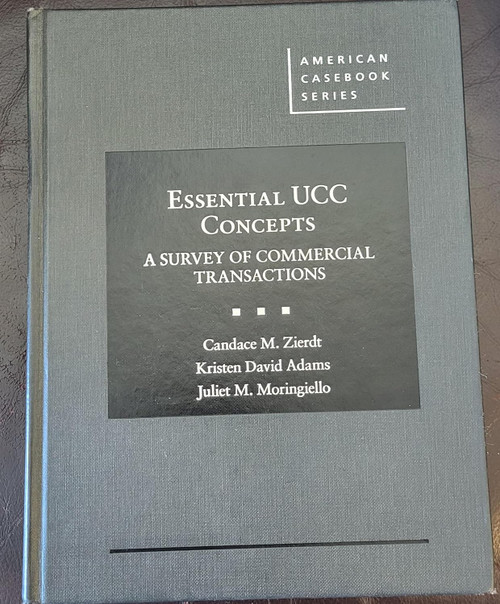 AMERICAN
CASEBOOK
SERIES
ESSENTIAL UCC
CONCEPTS
A SURVEY OF COMMERCIAL
TRANSACTIONS
Candace M. Zierdt
Kristen David Adams
Juliet M. Moringiello